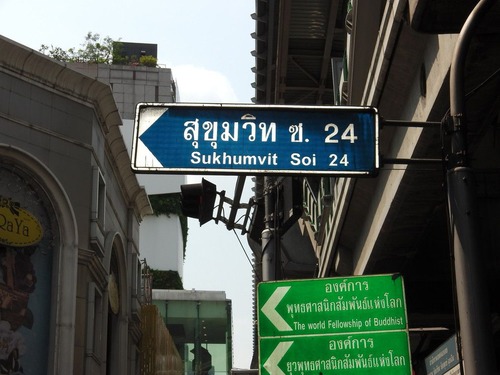 สุขุมวิท ซ. 24
Sukhumvit Soi 24
QaYa
องค์การ
พุทธศาสนิกสัมพันธ์แห่งโลก
The world Fellowship of Buddhist
องค์การ
ยุวพุทธศาสนิกสัมพันธ์แห่งโลก